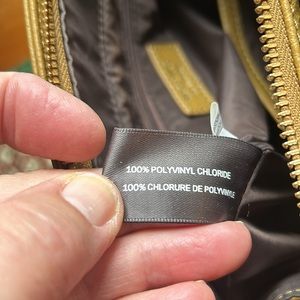 100% POLYVINYL CHLORIDE
100% CHLORURE DE POLYVINYLE